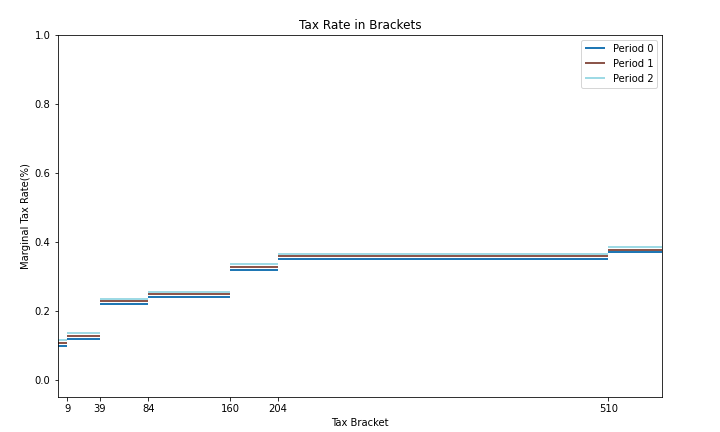 Tax Rate in Brackets
1.0
0.8
0.6
0.4
0.2
0.0
Marginal Tax Rate(%)
Period 0
Period 1
Period 2
9 39 84 160 204 510
Tax Bracket